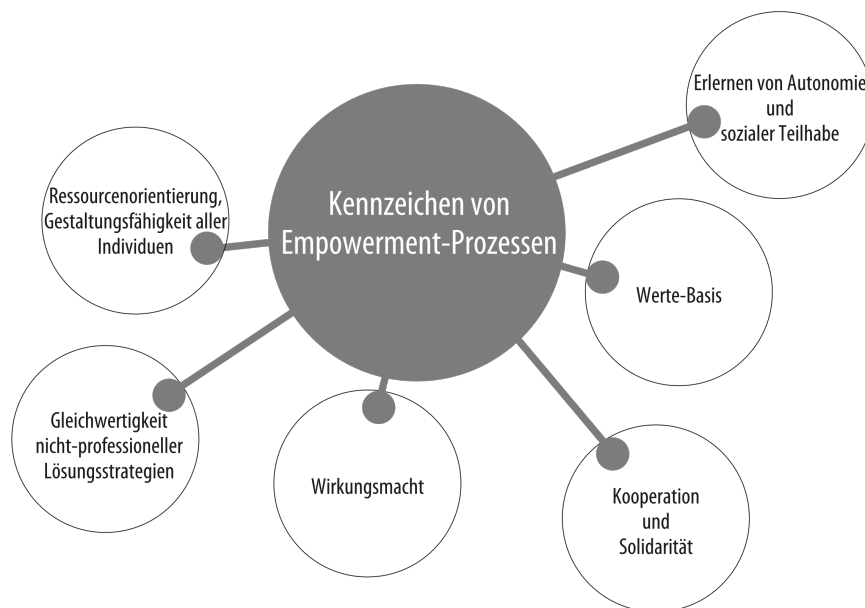 Kennzeichen von
Empowerment-Prozessen
Erlernen von Autonomie
und
sozialer Teilhabe
Werte-Basis
Kooperation
und
Solidarität
Wirkungsmacht
Gleichwertigkeit
nicht-professioneller
Lösungsstrategien
Ressourcenorientierung,
Gestaltungsfähigkeit aller
Individuen